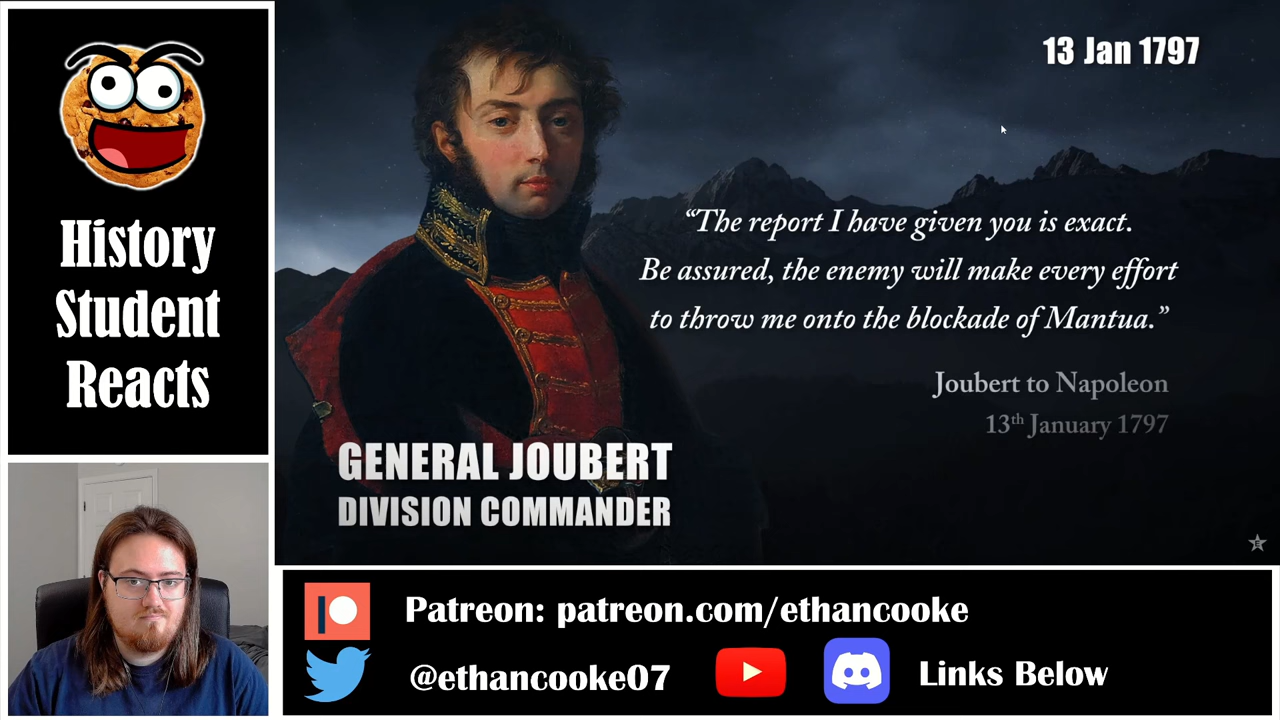 History
Student
Reacts
13 Jan 1797
“The report I have given you is exact.
Be assured, the enemy will make every effort
to throw me onto the blockade of Mantua.”
Joubert to Napoleon
13th January 1797
GENERAL JOUBERT
DIVISION COMMANDER
E
Patreon: patreon.com/ethancooke
@ethancooke07
Links Below